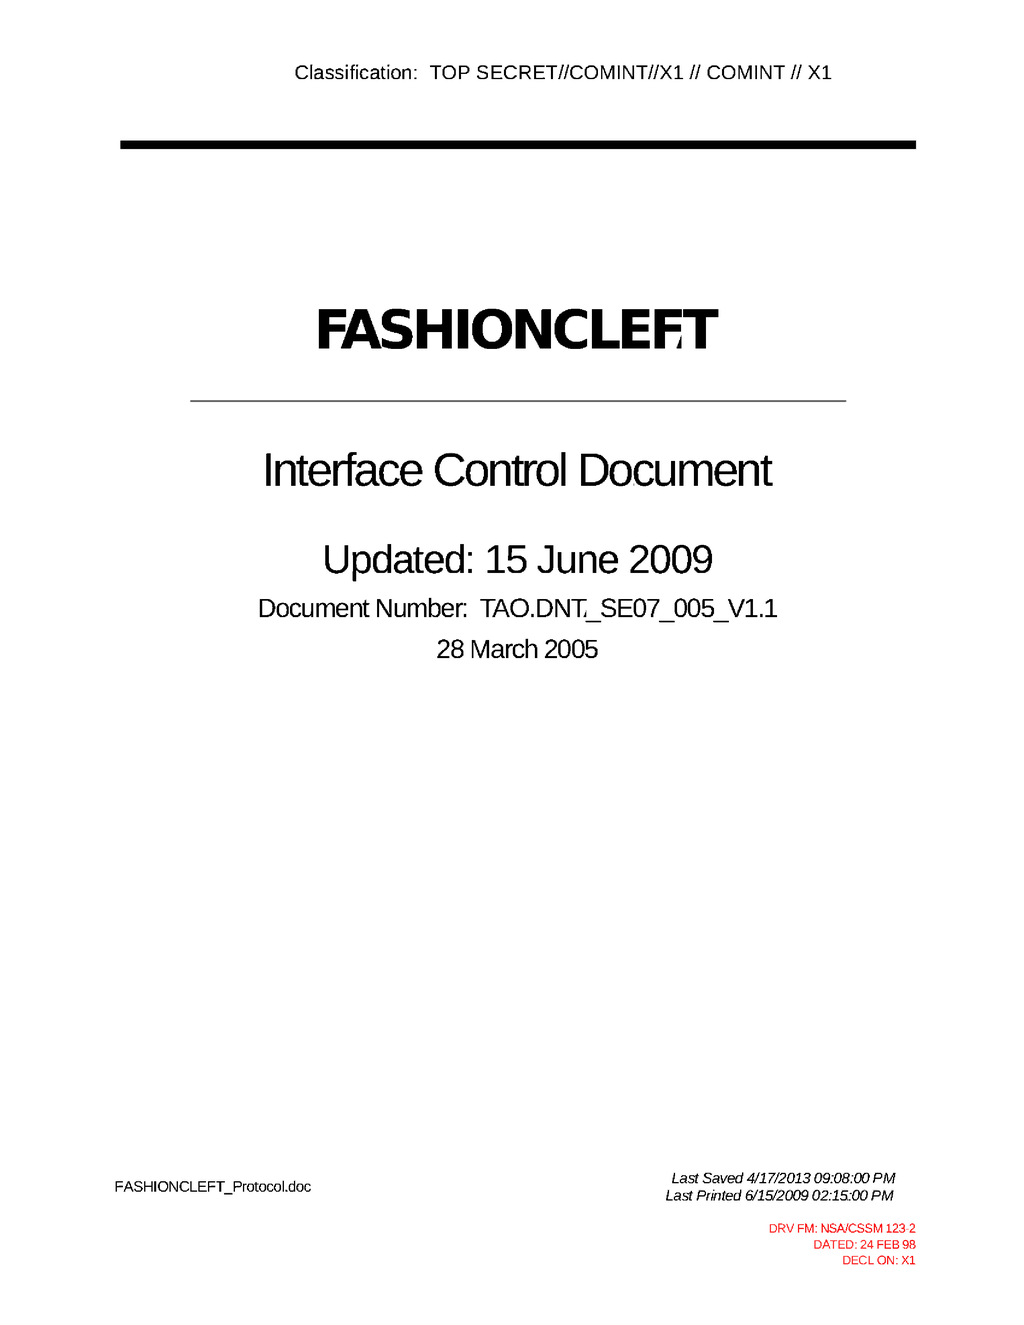 Classification: TOP SECRET//COMINT//X1 // COMINT // X1
FASHIONCLEFT
Interface Control Document
Updated: 15 June 2009
Document Number: TAO.DNT_SE07_005_V1.1
28 March 2005
FASHIONCLEFT_Protocol.doc
Last Saved 4/17/2013 09:08:00 PM
Last Printed 6/15/2009 02:15:00 PM
DRV FM: NSA/CSSM 123-2
DATED: 24 FEB 98
DECL ON: X1